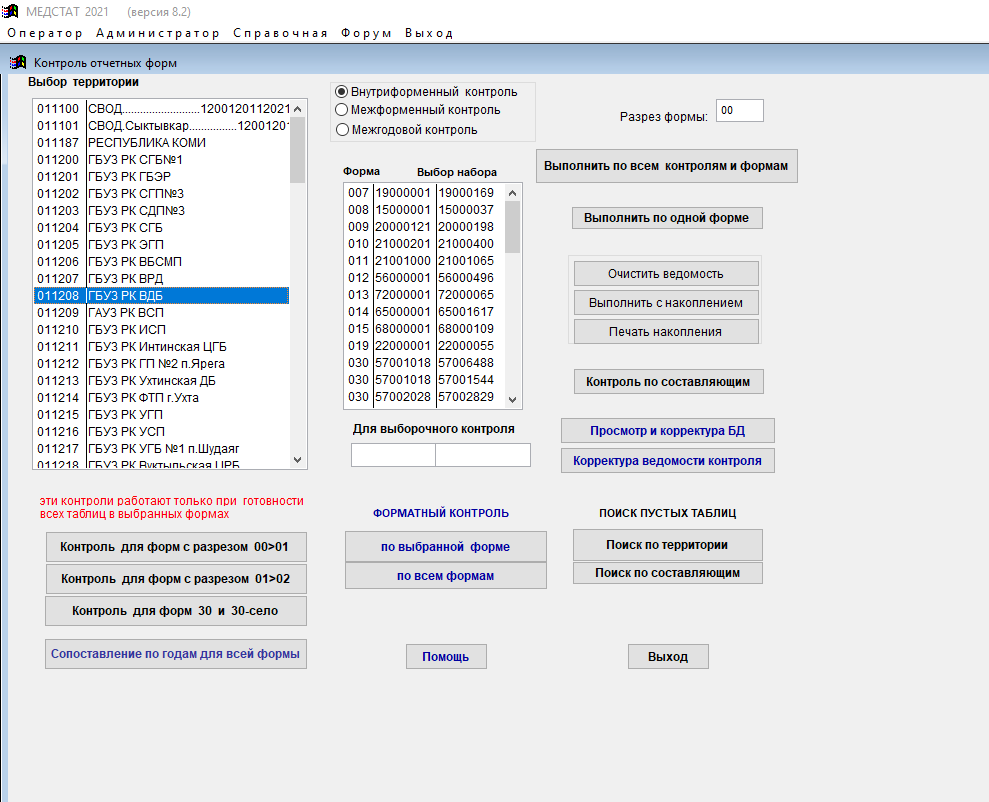 МЕДСТАТ 2021 (версия 8.2)
Оператор Администратор Справочная Форум Выход
Контроль отчетных форм
Выбор территории
011100 СВОД..........................1200120112021
011101 СВОД.Сыктывкар................12001201
011187 РЕСПУБЛИКА КОМИ
011200 ГБУЗ РК СГБ№1
011201 ГБУЗ РК ГБЭР
011202 ГБУЗ РК СГП№3
011203 ГБУЗ РК СДП№3
011204 ГБУЗ РК СГБ
011205 ГБУЗ РК ЭГП
011206 ГБУЗ РК ВБСМП
011207 ГБУЗ РК ВРД
011208 ГБУЗ РК ВДБ
011209 ГАУЗ РК ВСП
011210 ГБУЗ РК ИСП
011211 ГБУЗ РК Интинская ЦГБ
011212 ГБУЗ РК ГП №2 п.Ярега
011213 ГБУЗ РК Ухтинская ДБ
011214 ГБУЗ РК ФТП г.Ухта
011215 ГБУЗ РК УГП
011216 ГБУЗ РК УСП
011217 ГБУЗ РК УГБ №1 п.Шудаяг
011218 ГБУЗ РК Вуктыльская ЦРБ
эти контроли работают только при готовности
всех таблиц в выбранных формах
Контроль для форм с разрезом 00>01
Контроль для форм с разрезом 01>02
Контроль для форм 30 и 30-село
Сопоставление по годам для всей формы
Внутриформенный контроль
Межформенный контроль
Межгодовой контроль
Форма Выбор набора
007 19000001 19000169
008 15000001 15000037
009 20000121 20000198
010 21000201 21000400
011 21001000 21001065
012 56000001 56000496
013 72000001 72000065
014 65000001 65001617
015 68000001 68000109
019 22000001 22000055
030 57001018 57006488
030 57001018 57001544
030 57002028 57002829
Для выборочного контроля
ФОРМАТНЫЙ КОНТРОЛЬ
по выбранной форме
по всем формам
Помощь
Разрез формы: 00
Выполнить по всем контролям и формам
Выполнить по одной форме
Очистить ведомость
Выполнить с накоплением
Печать накопления
Контроль по составляющим
Просмотр и корректура БД
Корректура ведомости контроля
ПОИСК ПУСТЫХ ТАБЛИЦ
Поиск по территории
Поиск по составляющим
Выход